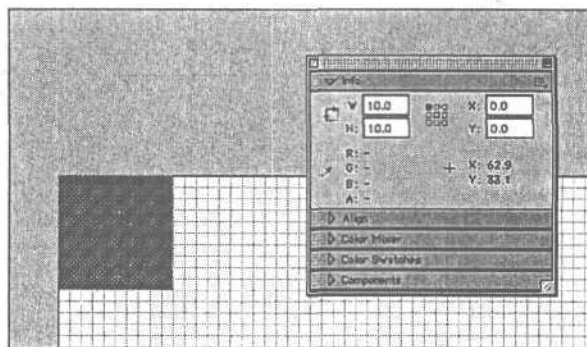 Info
W 10.0 X: 0.0
H: 10.0 Y: 0.0
R: -
G: - X: 62.9
B: - Y: 33.1
A: -
Align
Color Mixer
Color Swatches
Components